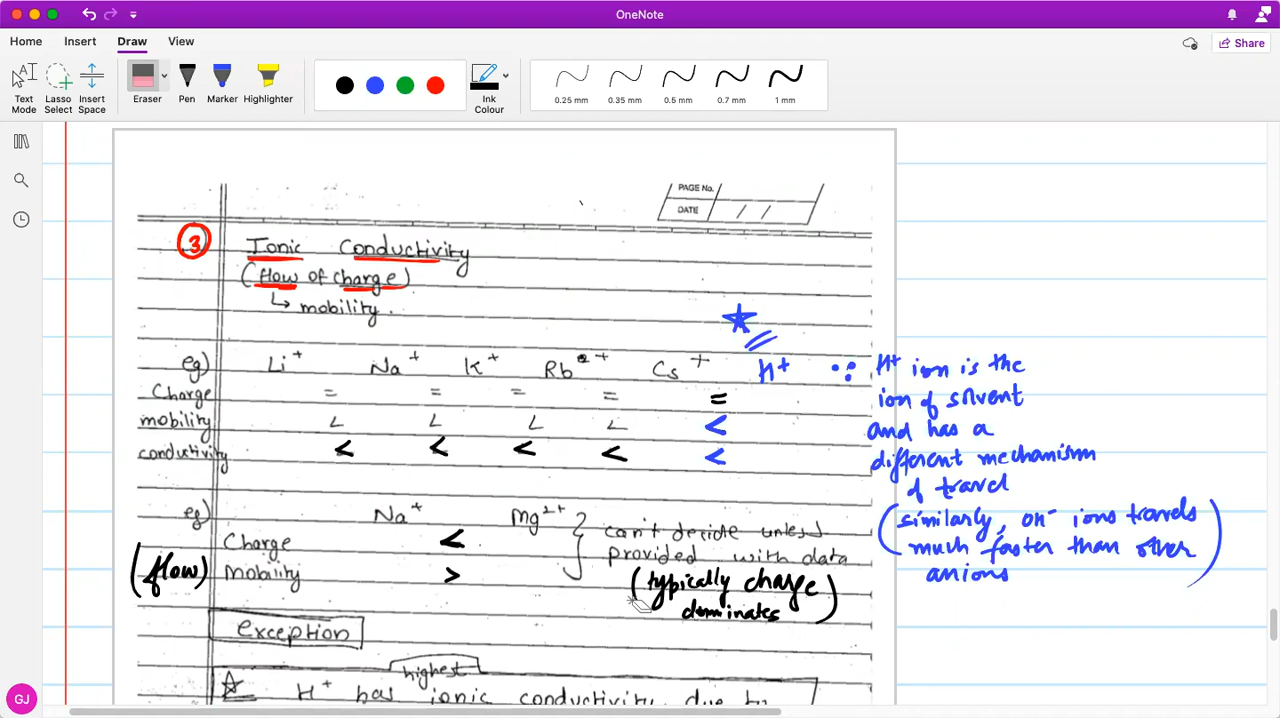 OneNote
Home Insert Draw View
Share
Text Mode
Lasso Select
Insert Space
Eraser
Pen
Marker
Highlighter
0.25 mm
0.35 mm
0.5 mm
0.7 mm
1 mm
Ink Colour
PAGE No.
DATE / /
③ Ionic Conductivity
(flow of charge)
↳ mobility.
eg) Li+ Na+ K+ Rb+ Cs+ H+
Charge = = = = =
mobility < < < < <
conductivity < < < < <
∵ H+ ion is the
ion of solvent
and has a
different mechanism
of travel
(similarly, OH- ions travels
much faster than other
anions)
eg) Na+ Mg2+
Charge <
(flow) Mobility >
can't decide unless
provided with data
(typically charge
dominates)
exception
highest
☆ H+ has ionic conductivity due to
GJ